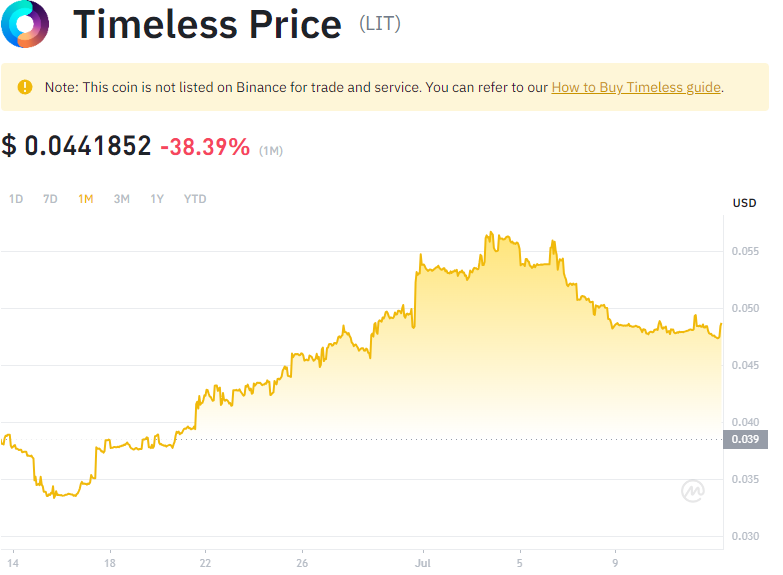 Timeless Price (LIT)
Note: This coin is not listed on Binance for trade and service. You can refer to our How to Buy Timeless guide.
$ 0.0441852 -38.39% (1M)
1D 7D 1M 3M 1Y YTD
USD
0.055
0.050
0.045
0.040
0.039
0.035
0.030
14 18 22 26 Jul 5 9